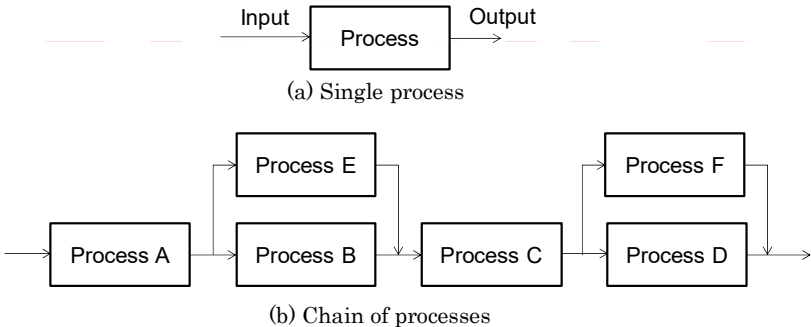 Input
Output
Process
(a) Single process
Process E
Process F
Process A
Process B
Process C
Process D
(b) Chain of processes